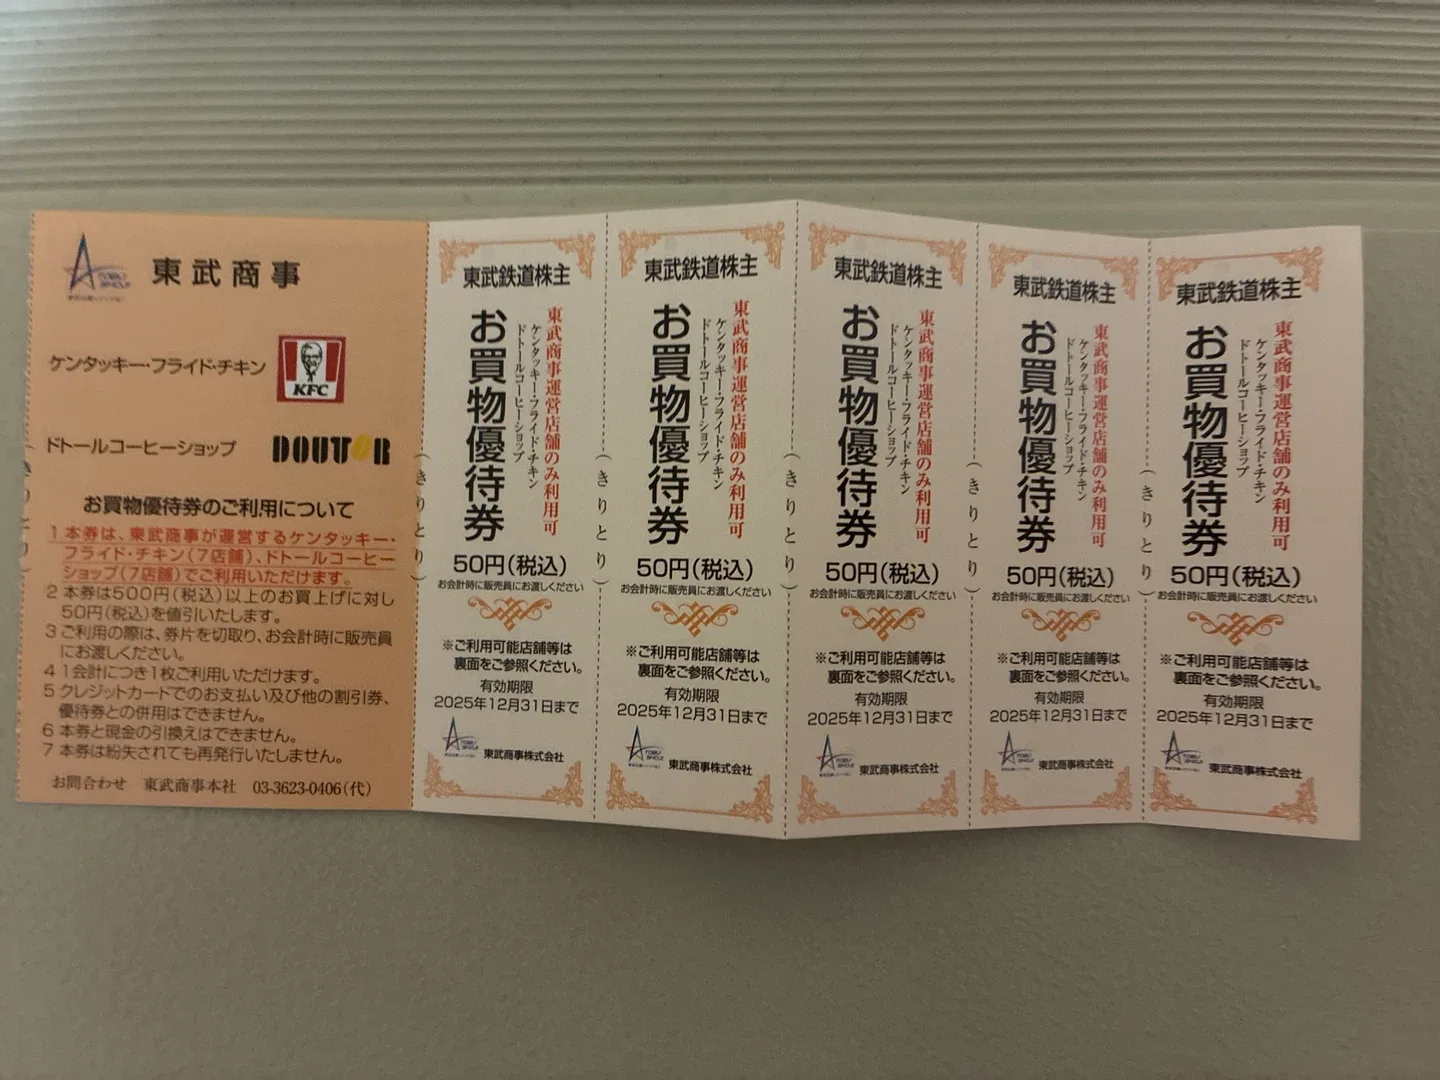 東武商事
ケンタッキー・フライド・チキン
KFC
ドトールコーヒーショップ
DOUTOR
お買物優待券のご利用について
1 本券は、東武商事が運営するケンタッキー・
フライド・チキン(7店舗)、ドトールコーヒー
ショップ(7店舗)でご利用いただけます。
2 本券は500円(税込)以上のお買上げに対し
50円(税込)を値引いたします。
3 ご利用の際は、券片を切取り、お会計時に販売員
にお渡しください。
4 1会計につき1枚ご利用いただけます。
5 クレジットカードでのお支払い及び他の割引券、
優待券との併用はできません。
6 本券と現金の引換えはできません。
7 本券は紛失されても再発行いたしません。
お問合わせ 東武商事本社 03-3623-0406(代)
(きりとり)
東武鉄道株主
東武商事運営店舗のみ利用可
ケンタッキー・フライド・チキン
ドトールコーヒーショップ
お買物優待券
50円(税込)
お会計時に販売員にお渡しください
※ご利用可能店舗等は
裏面をご参照ください。
有効期限
2025年12月31日まで
東武商事株式会社
(きりとり)
東武鉄道株主
東武商事運営店舗のみ利用可
ケンタッキー・フライド・チキン
ドトールコーヒーショップ
お買物優待券
50円(税込)
お会計時に販売員にお渡しください
※ご利用可能店舗等は
裏面をご参照ください。
有効期限
2025年12月31日まで
TOBU
SHOJI
東武商事株式会社
(きりとり)
東武鉄道株主
東武商事運営店舗のみ利用可
ケンタッキー・フライド・チキン
ドトールコーヒーショップ
お買物優待券
50円(税込)
お会計時に販売員にお渡しください
※ご利用可能店舗等は
裏面をご参照ください。
有効期限
2025年12月31日まで
TOBU
SHOJI
東武商事株式会社
(きりとり)
東武鉄道株主
東武商事運営店舗のみ利用可
ケンタッキー・フライド・チキン
ドトールコーヒーショップ
お買物優待券
50円(税込)
お会計時に販売員にお渡しください
※ご利用可能店舗等は
裏面をご参照ください。
有効期限
2025年12月31日まで
TOBU
SHOJI
東武商事株式会社
(きりとり)
東武鉄道株主
東武商事運営店舗のみ利用可
ケンタッキー・フライド・チキン
ドトールコーヒーショップ
お買物優待券
50円(税込)
お会計時に販売員にお渡しください
※ご利用可能店舗等は
裏面をご参照ください。
有効期限
2025年12月31日まで
TOBU
SHOJI
東武商事株式会社